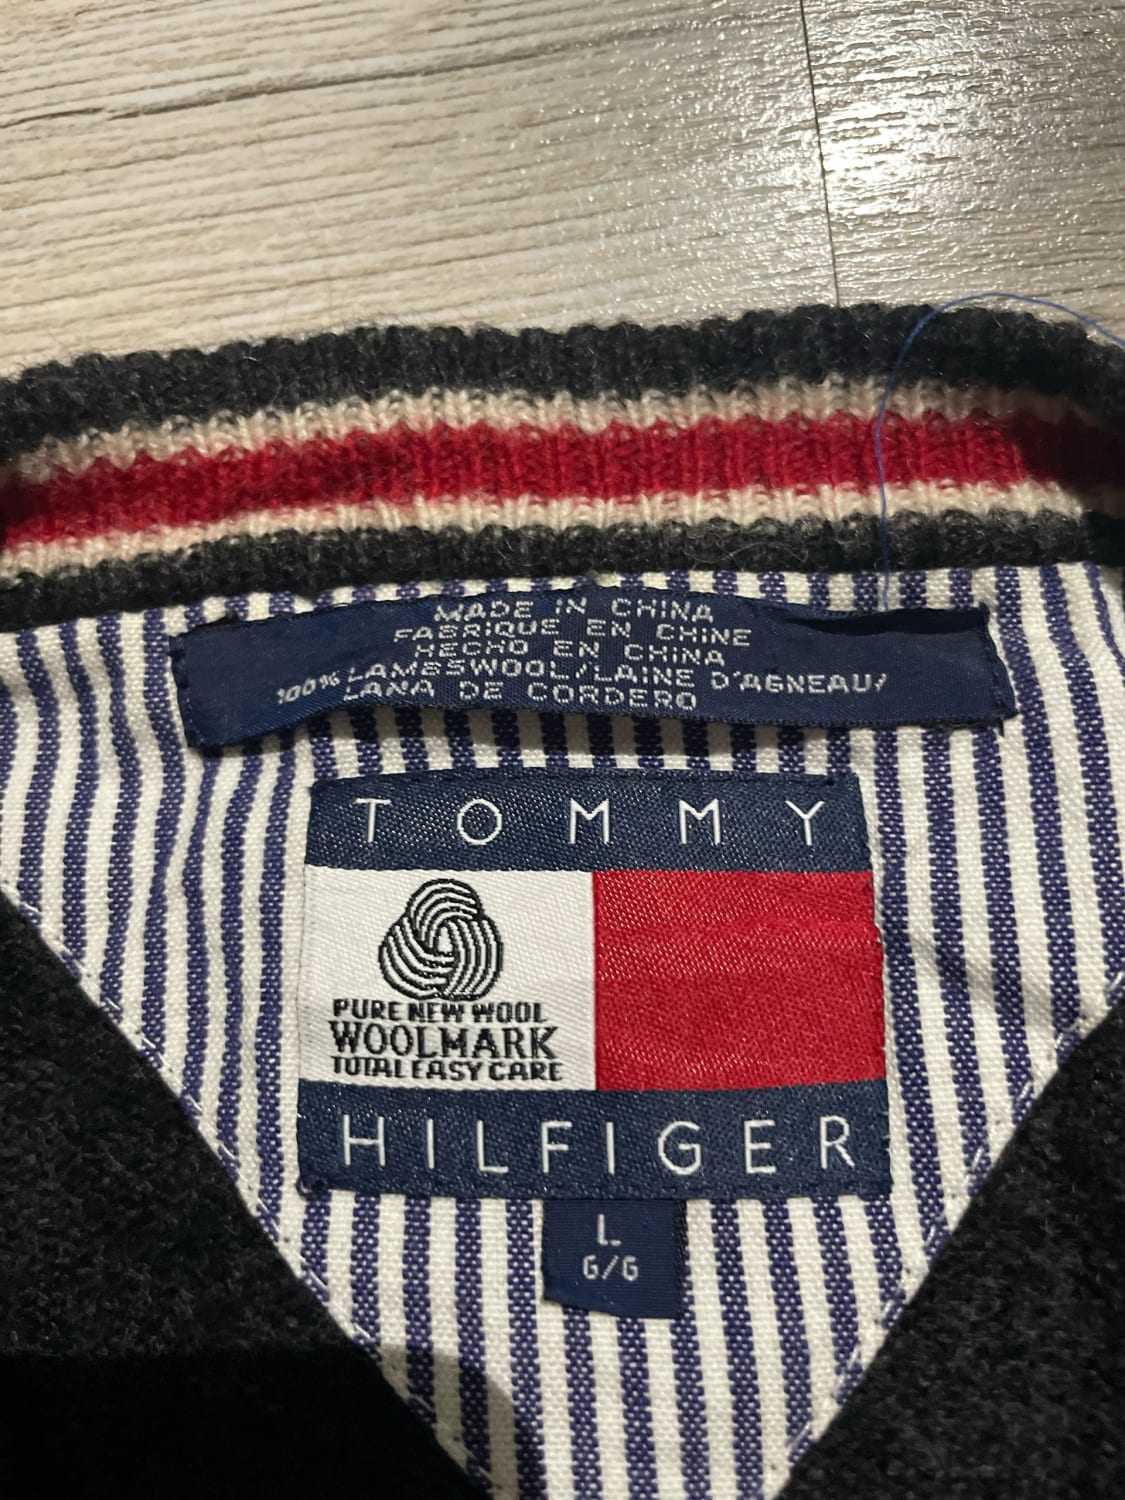 MADE IN CHINA
FABRIQUE EN CHINE
HECHO EN CHINA
100% LAMBSWOOL/LAINE D'AGNEAU/
LANA DE CORDERO
TOMMY
PURE NEW WOOL
WOOLMARK
TOTAL EASY CARE
HILFIGER
L
G/G